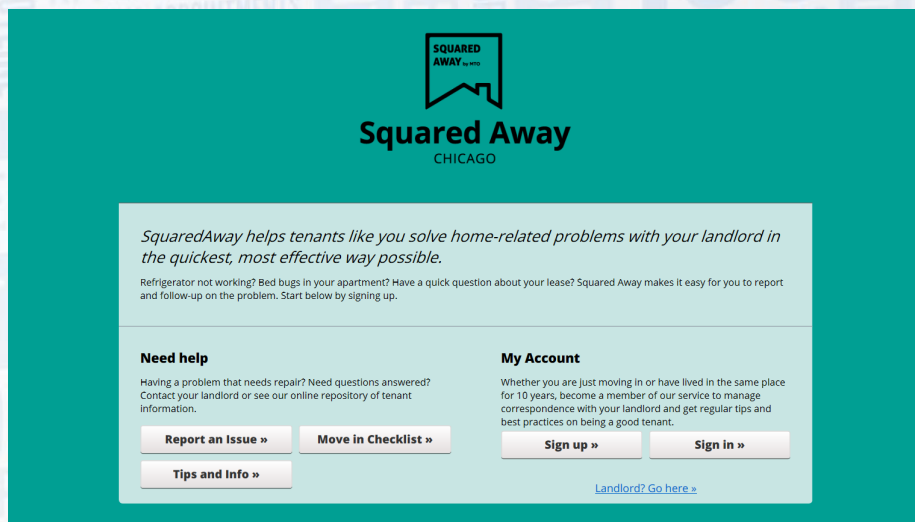 SQUARED
AWAY by MTO
Squared Away
CHICAGO
SquaredAway helps tenants like you solve home-related problems with your landlord in
the quickest, most effective way possible.
Refrigerator not working? Bed bugs in your apartment? Have a quick question about your lease? Squared Away makes it easy for you to report
and follow-up on the problem. Start below by signing up.
Need help
Having a problem that needs repair? Need questions answered?
Contact your landlord or see our online repository of tenant
information.
Report an Issue »
Move in Checklist »
Tips and Info »
My Account
Whether you are just moving in or have lived in the same place
for 10 years, become a member of our service to manage
correspondence with your landlord and get regular tips and
best practices on being a good tenant.
Sign up »
Sign in »
Landlord? Go here »